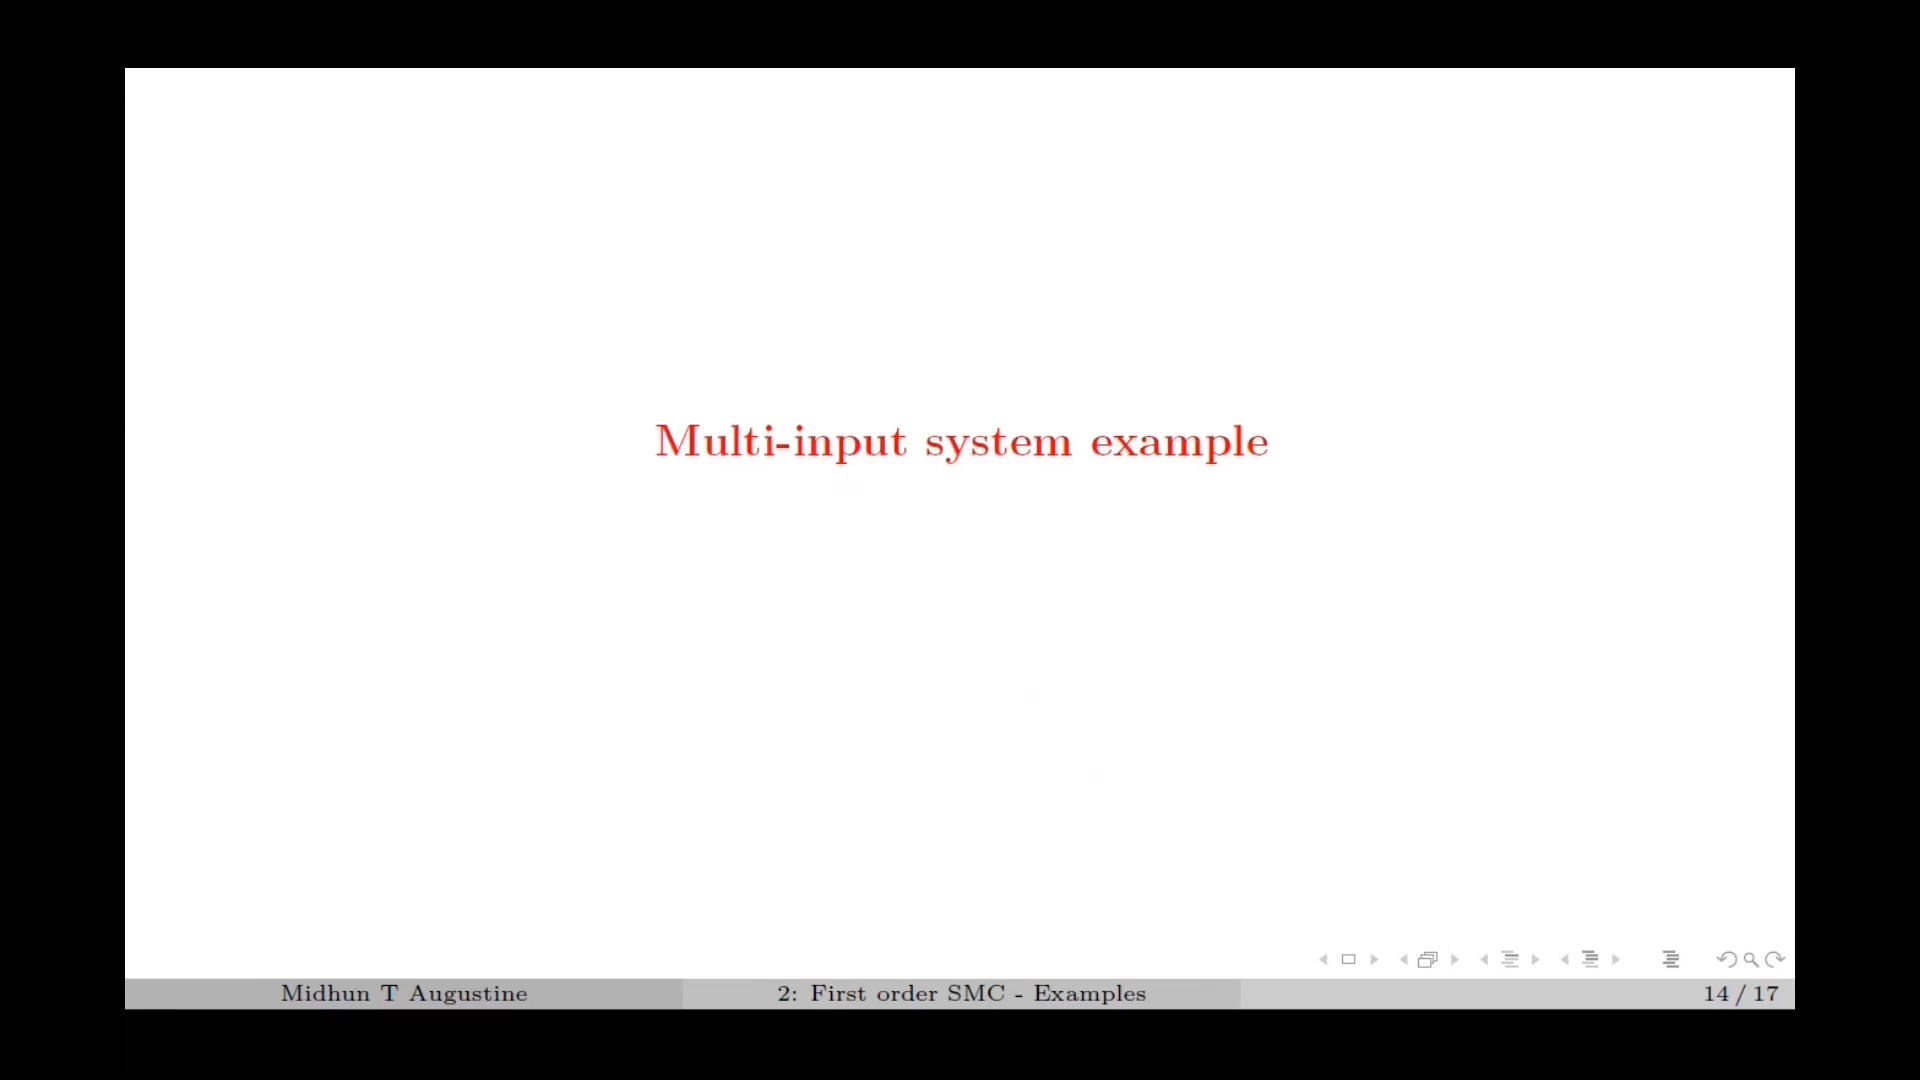 Multi-input system example
Midhun T Augustine
2: First order SMC - Examples
14 / 17